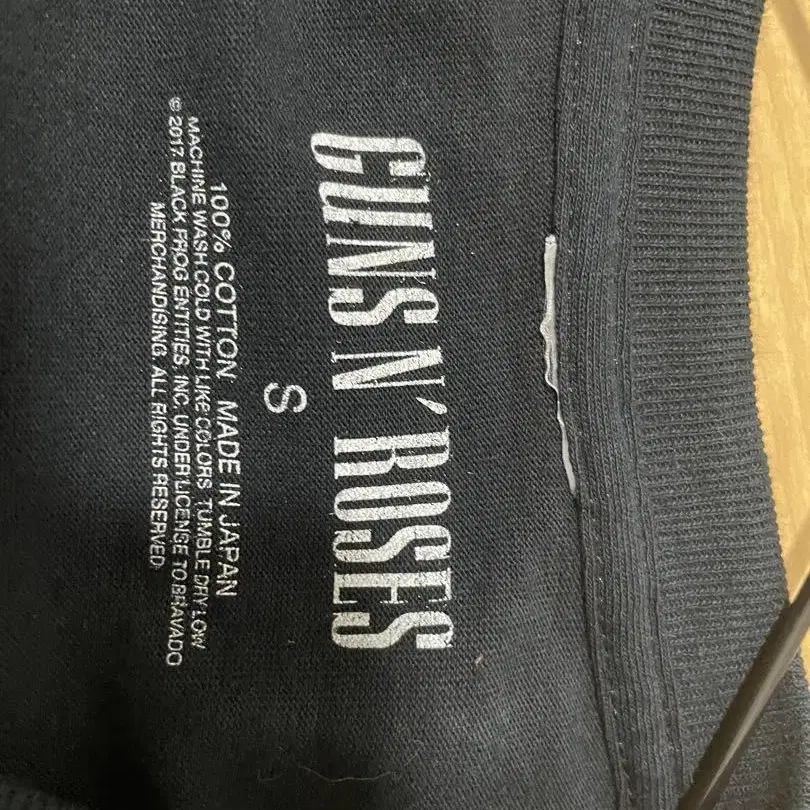 GUNS N' ROSES
S
100% COTTON MADE IN JAPAN
MACHINE WASH COLD WITH LIKE COLORS TUMBLE DRY LOW
© 2017 BLACK FROG ENTITIES, INC. UNDER LICENSE TO BRAVADO
MERCHANDISING. ALL RIGHTS RESERVED.